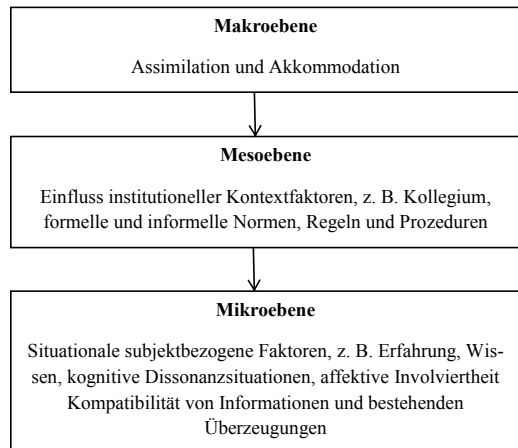 Makroebene
Assimilation und Akkommodation
Mesoebene
Einfluss institutioneller Kontextfaktoren, z. B. Kollegium,
formelle und informelle Normen, Regeln und Prozeduren
Mikroebene
Situationale subjektbezogene Faktoren, z. B. Erfahrung, Wis-
sen, kognitive Dissonanzsituationen, affektive Involviertheit
Kompatibilität von Informationen und bestehenden
Überzeugungen